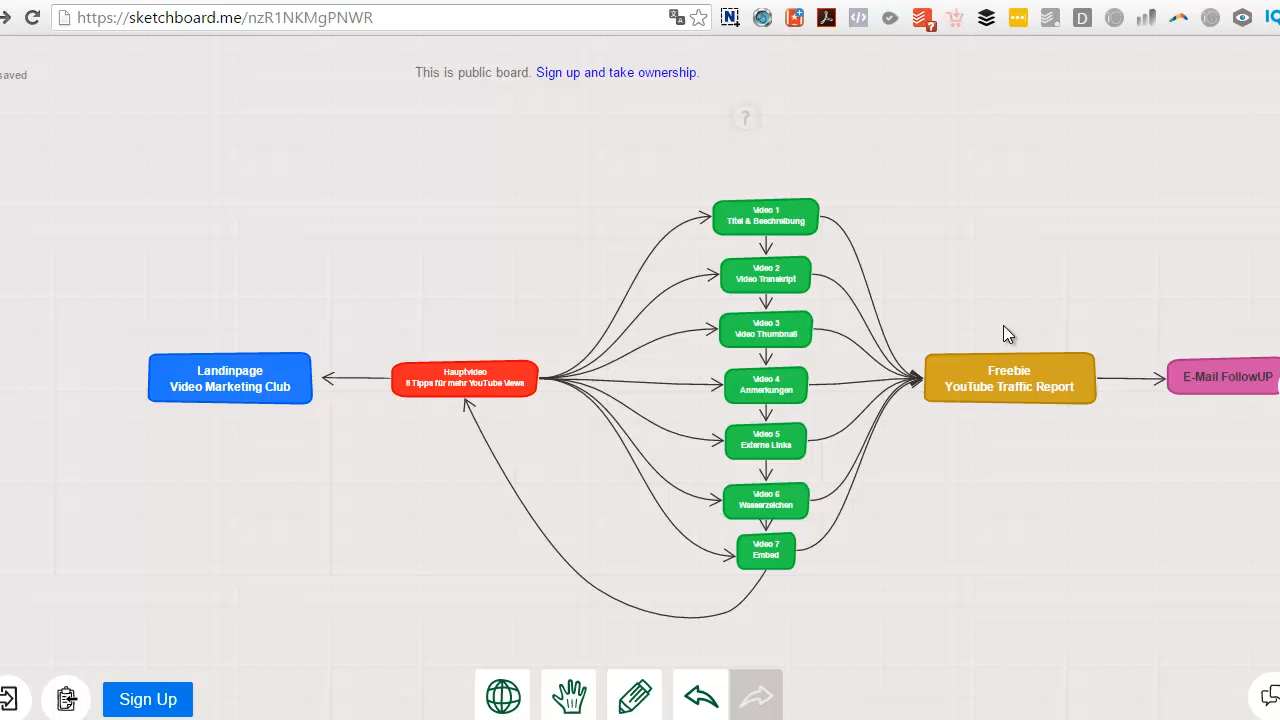 https://sketchboard.me/nzR1NKMgPNWR
saved
This is public board. Sign up and take ownership.
?
Video 1
Titel & Beschreibung
Video 2
Video Transkript
Video 3
Video Thumbnail
Landinpage
Video Marketing Club
Hauptvideo
8 Tipps für mehr YouTube Views
Video 4
Anmerkungen
Freebie
YouTube Traffic Report
E-Mail FollowUP
Video 5
Externe Links
Video 6
Wasserzeichen
Video 7
Embed
Sign Up
N
7
D
IQ